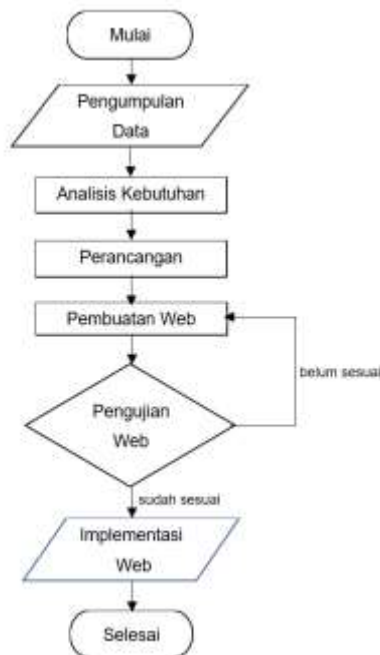 Mulai
Pengumpulan
Data
Analisis Kebutuhan
Perancangan
Pembuatan Web
belum sesuai
Pengujian
Web
sudah sesuai
Implementasi
Web
Selesai